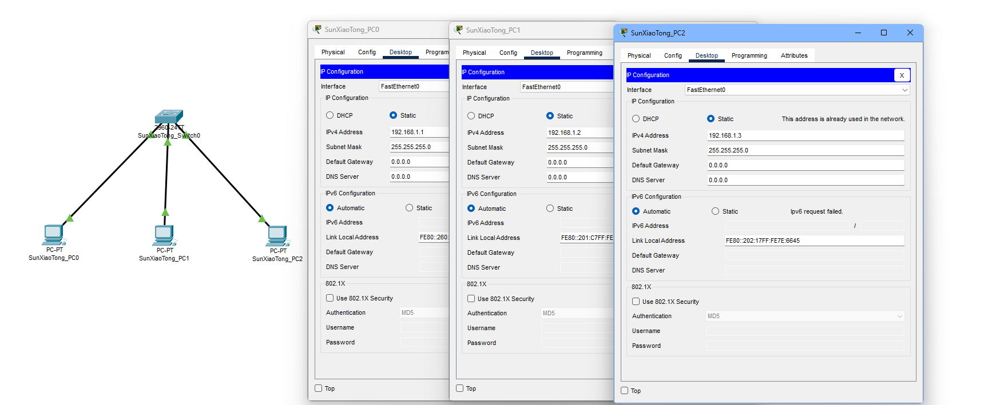 2960-24TT
SunXiaoTong_Switch0
PC-PT
SunXiaoTong_PC0
PC-PT
SunXiaoTong_PC1
PC-PT
SunXiaoTong_PC2
SunXiaoTong_PC0
Physical Config Desktop Program
IP Configuration
Interface FastEthernet0
IP Configuration
DHCP Static
IPv4 Address 192.168.1.1
Subnet Mask 255.255.255.0
Default Gateway 0.0.0.0
DNS Server 0.0.0.0
IPv6 Configuration
Automatic Static
IPv6 Address
Link Local Address FE80::260:
Default Gateway
DNS Server
802.1X
Use 802.1X Security
Authentication MD5
Username
Password
Top
SunXiaoTong_PC1
Physical Config Desktop Programming
IP Configuration
Interface FastEthernet0
IP Configuration
DHCP Static
IPv4 Address 192.168.1.2
Subnet Mask 255.255.255.0
Default Gateway 0.0.0.0
DNS Server 0.0.0.0
IPv6 Configuration
Automatic Static
IPv6 Address
Link Local Address FE80::201:C7FF:FE
Default Gateway
DNS Server
802.1X
Use 802.1X Security
Authentication MD5
Username
Password
Top
SunXiaoTong_PC2
Physical Config Desktop Programming Attributes
IP Configuration X
Interface FastEthernet0
IP Configuration
DHCP Static This address is already used in the network.
IPv4 Address 192.168.1.3
Subnet Mask 255.255.255.0
Default Gateway 0.0.0.0
DNS Server 0.0.0.0
IPv6 Configuration
Automatic Static Ipv6 request failed.
IPv6 Address /
Link Local Address FE80::202:17FF:FE7E:6645
Default Gateway
DNS Server
802.1X
Use 802.1X Security
Authentication MD5
Username
Password
Top